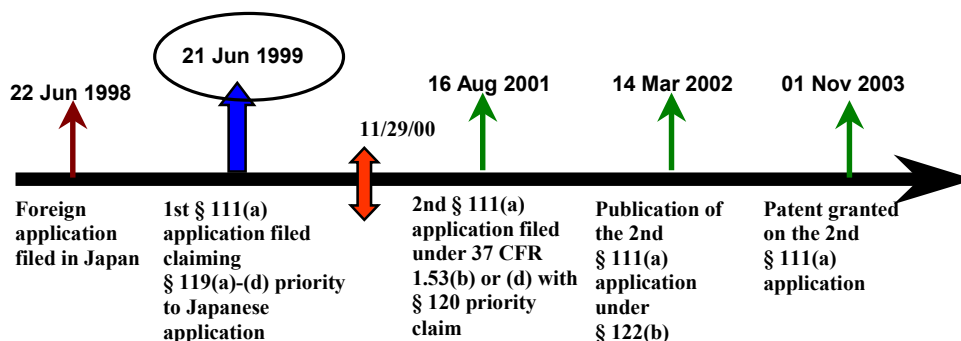 22 Jun 1998
21 Jun 1999
11/29/00
16 Aug 2001
14 Mar 2002
01 Nov 2003
Foreign
application
filed in Japan
1st § 111(a)
application filed
claiming
§ 119(a)-(d) priority
to Japanese
application
2nd § 111(a)
application filed
under 37 CFR
1.53(b) or (d) with
§ 120 priority
claim
Publication of
the 2nd
§ 111(a)
application
under
§ 122(b)
Patent granted
on the 2nd
§ 111(a)
application